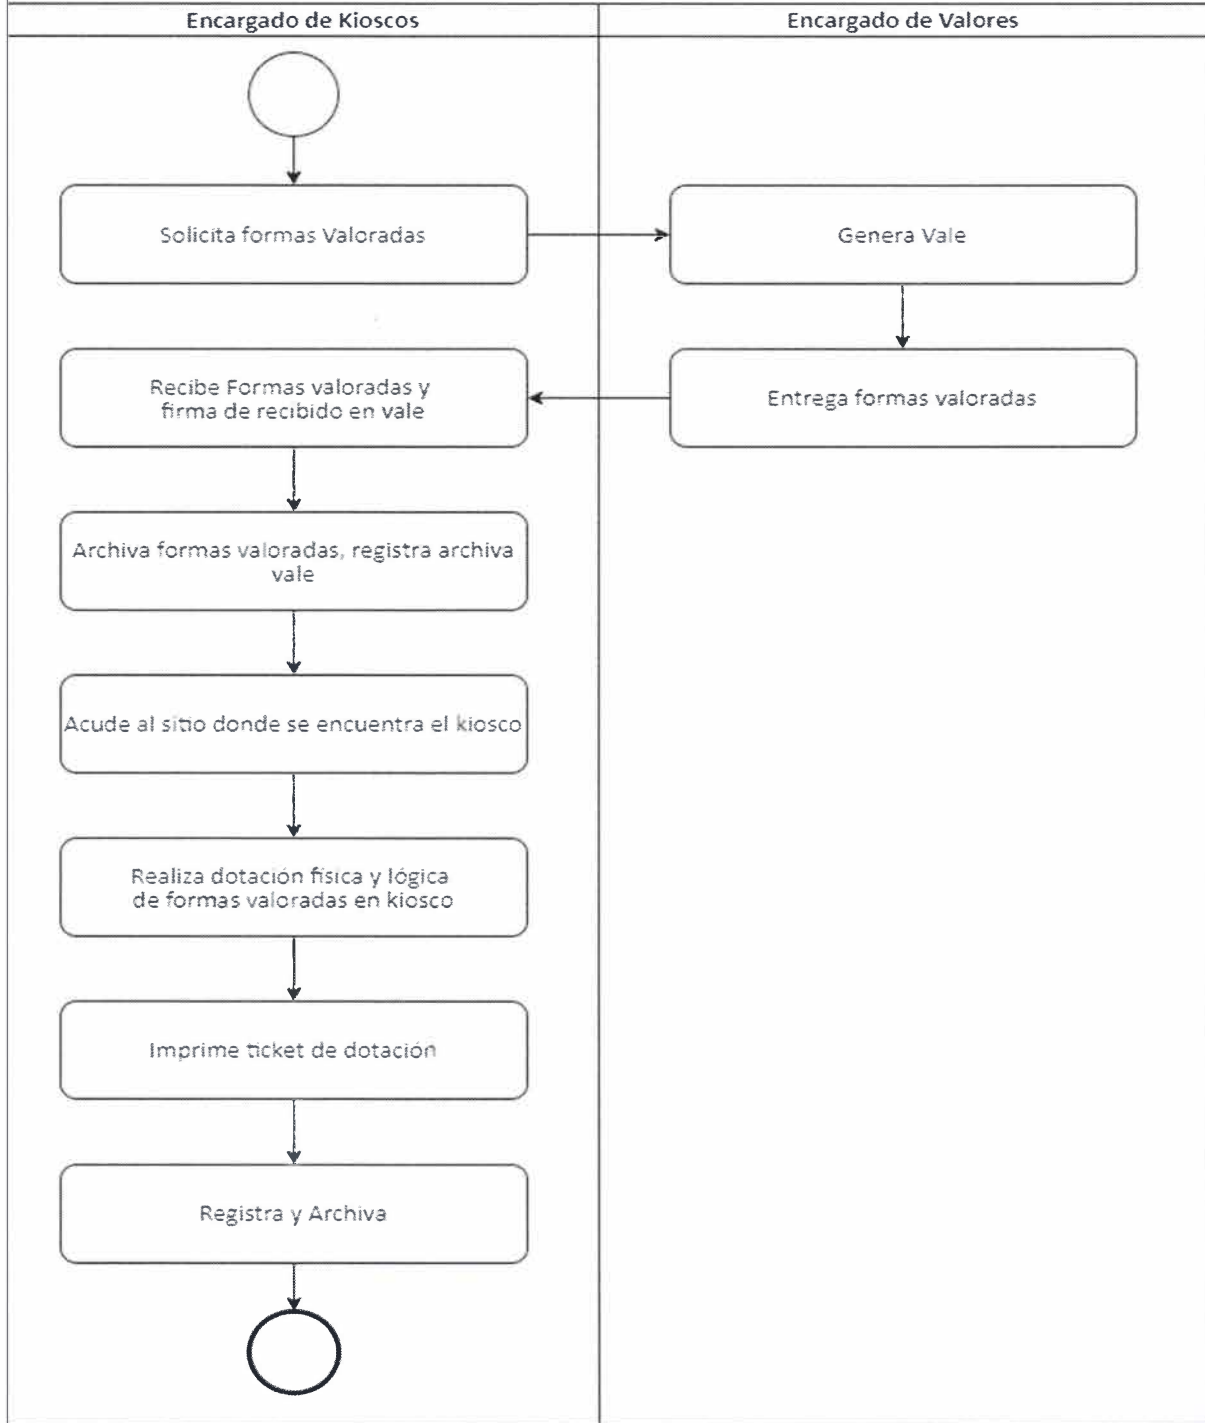 Encargado de Kioscos
Encargado de Valores
Solicita formas Valoradas
Genera Vale
Recibe Formas valoradas y
firma de recibido en vale
Entrega formas valoradas
Archiva formas valoradas, registra archiva
vale
Acude al sitio donde se encuentra el kiosco
Realiza dotación física y lógica
de formas valoradas en kiosco
Imprime ticket de dotación
Registra y Archiva